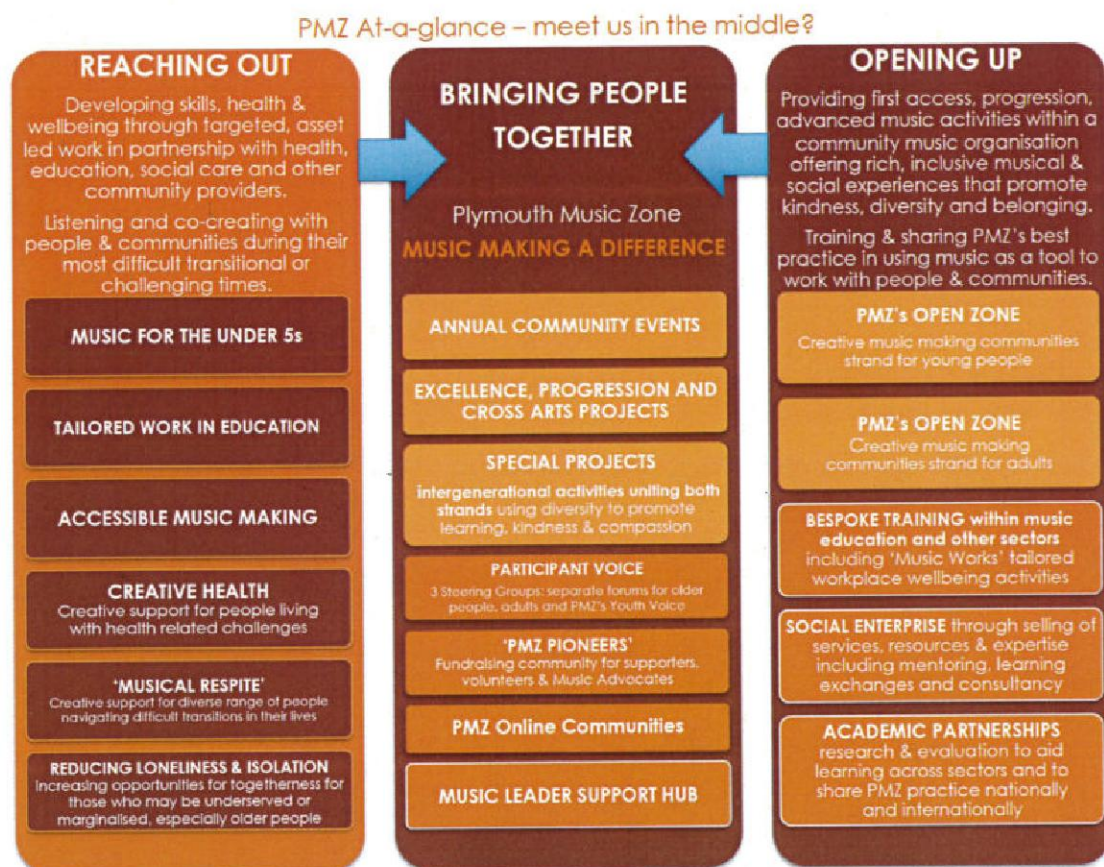 PMZ At-a-glance – meet us in the middle?
REACHING OUT
Developing skills, health &
wellbeing through targeted, asset
led work in partnership with health,
education, social care and other
community providers.
Listening and co-creating with
people & communities during their
most difficult transitional or
challenging times.
MUSIC FOR THE UNDER 5s
TAILORED WORK IN EDUCATION
ACCESSIBLE MUSIC MAKING
CREATIVE HEALTH
Creative support for people living
with health related challenges
'MUSICAL RESPITE'
Creative support for diverse range of people
navigating difficult transitions in their lives
REDUCING LONELINESS & ISOLATION
Increasing opportunities for togetherness for
those who may be underserved or
marginalised, especially older people
BRINGING PEOPLE
TOGETHER
Plymouth Music Zone
MUSIC MAKING A DIFFERENCE
ANNUAL COMMUNITY EVENTS
EXCELLENCE, PROGRESSION AND
CROSS ARTS PROJECTS
SPECIAL PROJECTS
intergenerational activities uniting both
strands using diversity to promote
learning, kindness & compassion
PARTICIPANT VOICE
3 Steering Groups: separate forums for older
people, adults and PMZ's Youth Voice
'PMZ PIONEERS'
Fundraising community for supporters,
volunteers & Music Advocates
PMZ Online Communities
MUSIC LEADER SUPPORT HUB
OPENING UP
Providing first access, progression,
advanced music activities within a
community music organisation
offering rich, inclusive musical &
social experiences that promote
kindness, diversity and belonging.
Training & sharing PMZ's best
practice in using music as a tool to
work with people & communities.
PMZ's OPEN ZONE
Creative music making communities
strand for young people
PMZ's OPEN ZONE
Creative music making
communities strand for adults
BESPOKE TRAINING within music
education and other sectors
including 'Music Works' tailored
workplace wellbeing activities
SOCIAL ENTERPRISE through selling of
services, resources & expertise
including mentoring, learning
exchanges and consultancy
ACADEMIC PARTNERSHIPS
research & evaluation to aid
learning across sectors and to
share PMZ practice nationally
and internationally